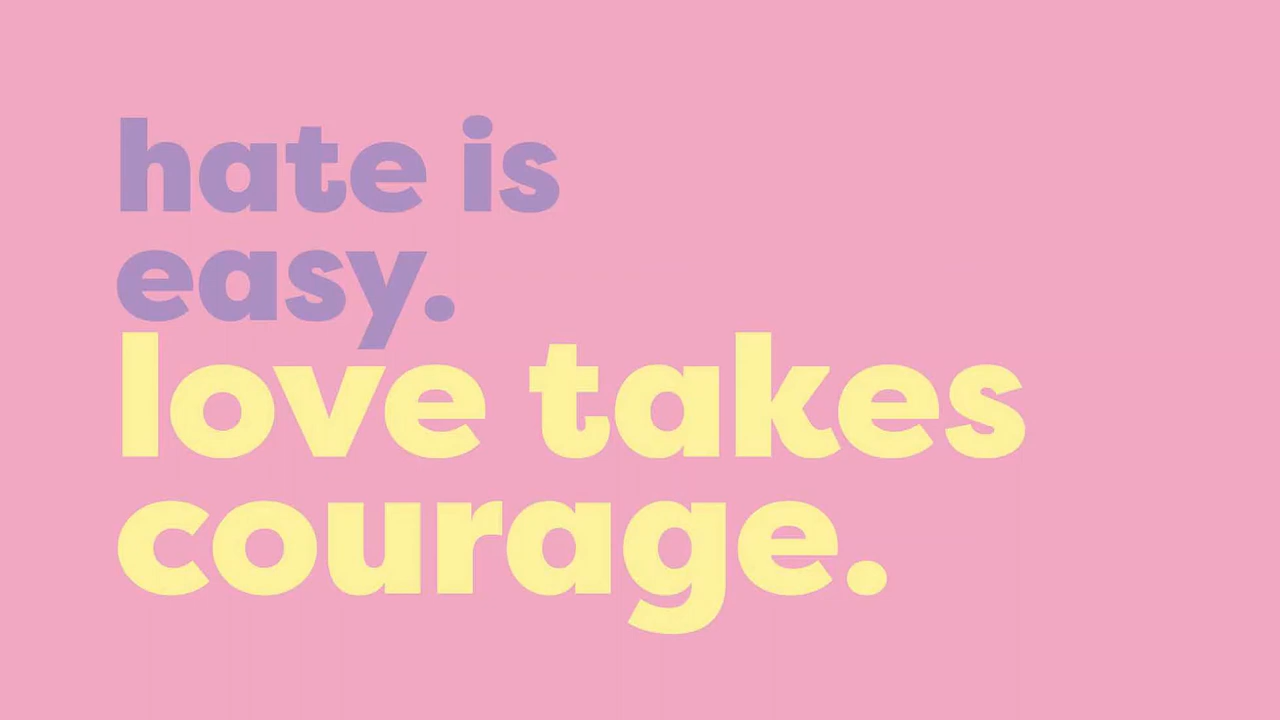 hate is
easy.
love takes
courage.